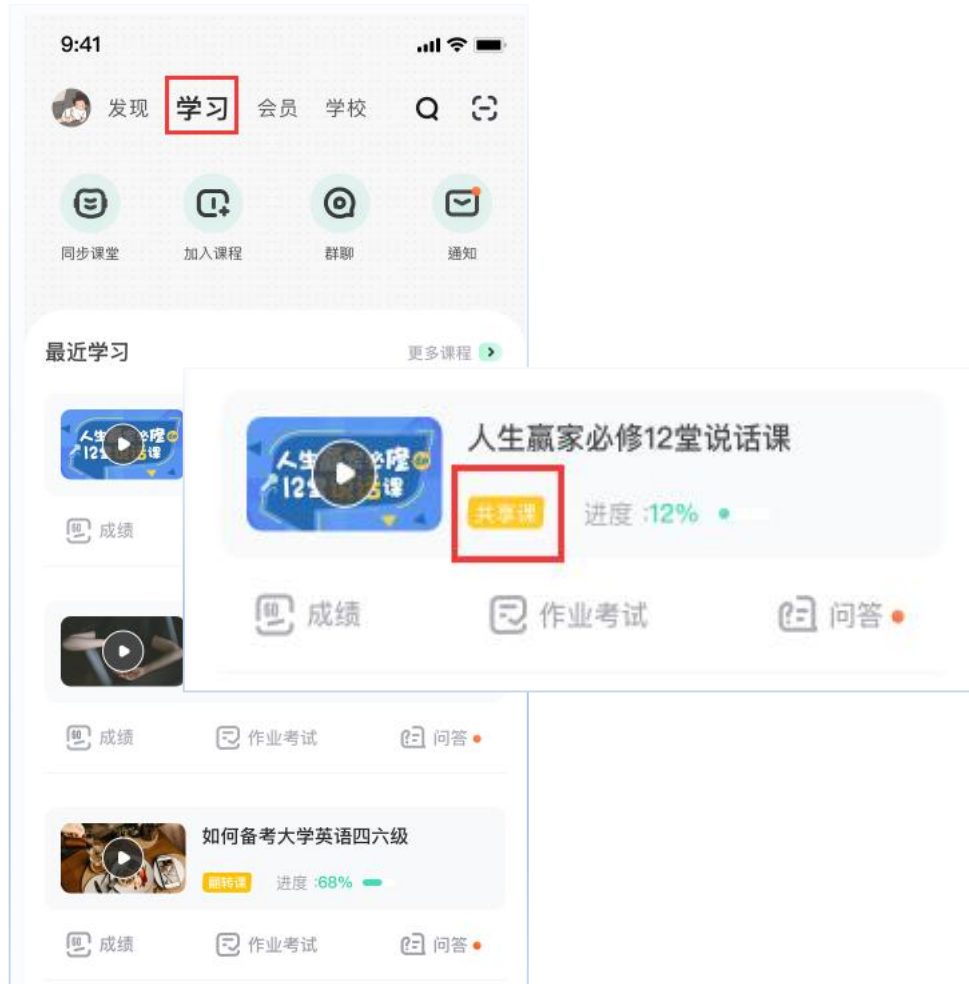 9:41
发现 学习 会员 学校
同步课堂 加入课程 群聊 通知
最近学习 更多课程
人生赢家必修12堂说话课
共享课 进度 :12%
成绩 作业考试 问答
成绩
成绩 作业考试 问答
如何备考大学英语四六级
翻转课 进度 :68%
成绩 作业考试 问答